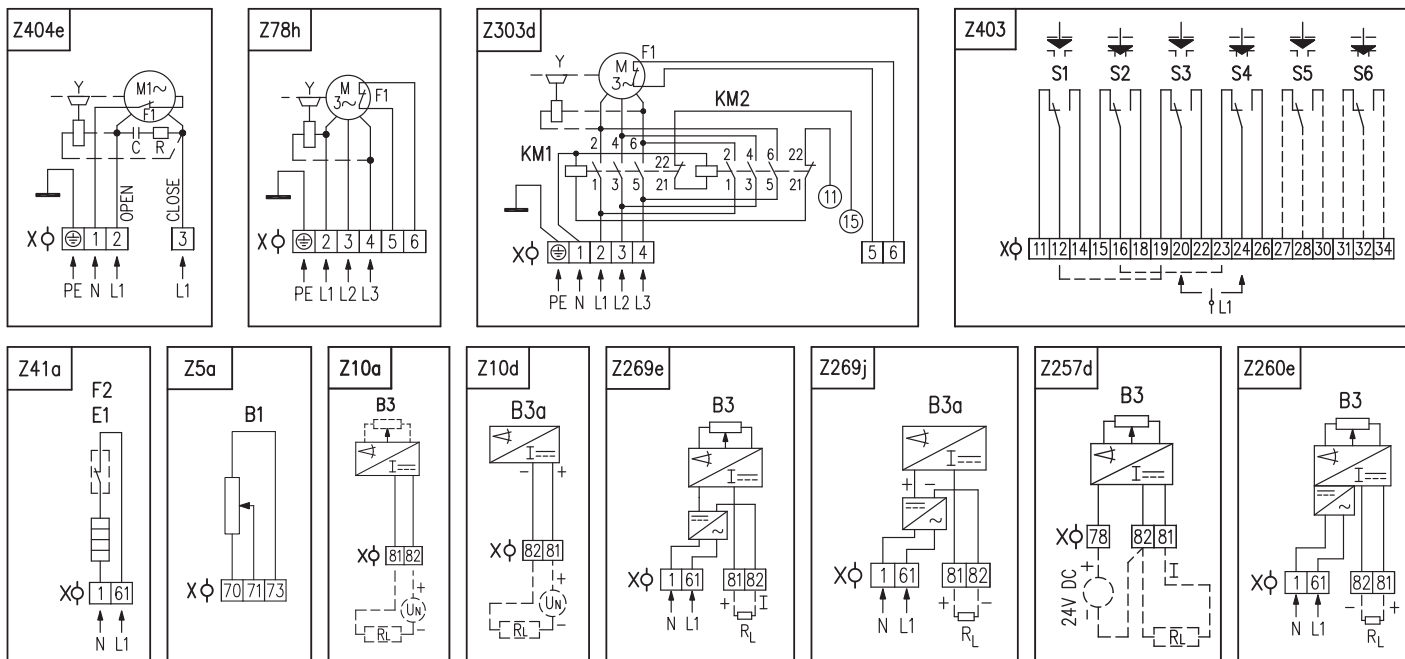 Z404e
Y
M1~
F1
C R
OPEN
CLOSE
X
1 2 3
PE N L1 L1
Z78h
Y
M
3~
F1
X
2 3 4 5 6
PE L1 L2 L3
Z303d
M
3~
F1
Y
KM2
2 4 6
22
2 4 6
22
KM1
1 3 5
21
1 3 5
21
11
15
X
1 2 3 4 5 6
PE N L1 L2 L3
Z403
S1 S2 S3 S4 S5 S6
X
11 12 14 15 16 18 19 20 22 23 24 26 27 28 30 31 32 34
L1
Z41a
F2
E1
X
1 61
N L1
Z5a
B1
X
70 71 73
Z10a
B3
I
X
81 82
+
UN
-
RL
Z10d
B3a
I
- +
X
82 81
+
UN
-
RL
Z269e
B3
I
~
X
1 61 81 82
+ I
N L1 RL
Z269j
B3a
I
+ -
~
X
1 61 81 82
+ -
N L1 RL
Z257d
B3
I
X
78 82 81
+
I
24V DC
-
RL
Z260e
B3
I
~
X
1 61 82 81
- +
N L1 RL